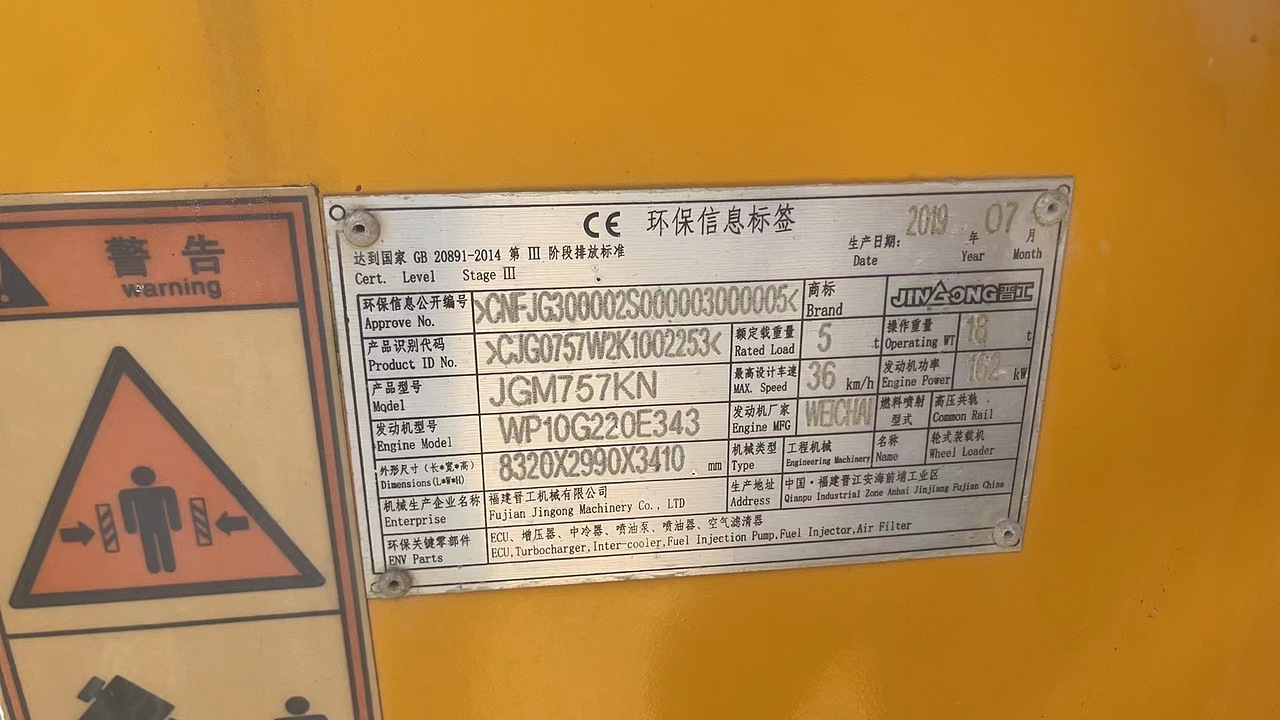 警告
warning
CE 环保信息标签
达到国家 GB 20891-2014 第 III 阶段排放标准
Cert. Level Stage III
生产日期: 2019 年 07 月
Date Year Month
环保信息公开编号 >CNFJG300002S000003000005< 商标
Approve No. Brand JINGONG晋工
产品识别代码 >CJG0757W2K1002253< 额定载重量 5 t 操作重量 18 t
Product ID No. Rated Load Operating WT
产品型号 JGM757KN 最高设计车速 36 km/h 发动机功率 162 kW
Model MAX. Speed Engine Power
发动机型号 WP10G220E343 发动机厂家 WEICHAI 燃料喷射 高压共轨
Engine Model Engine MFG 型式 Common Rail
外形尺寸(长*宽*高) 8320X2990X3410 mm 机械类型 工程机械 名称 轮式装载机
Dimensions(L*W*H) Type Engineering Machinery Name Wheel Loader
机械生产企业名称 福建晋工机械有限公司 生产地址 中国·福建晋江安海前埔工业区
Enterprise Fujian Jingong Machinery Co., LTD Address Qianpu Industrial Zone Anhai Jinjiang Fujian China
环保关键零部件 ECU、增压器、中冷器、喷油泵、喷油器、空气滤清器
ENV Parts ECU,Turbocharger,Inter-cooler,Fuel Injection Pump,Fuel Injector,Air Filter